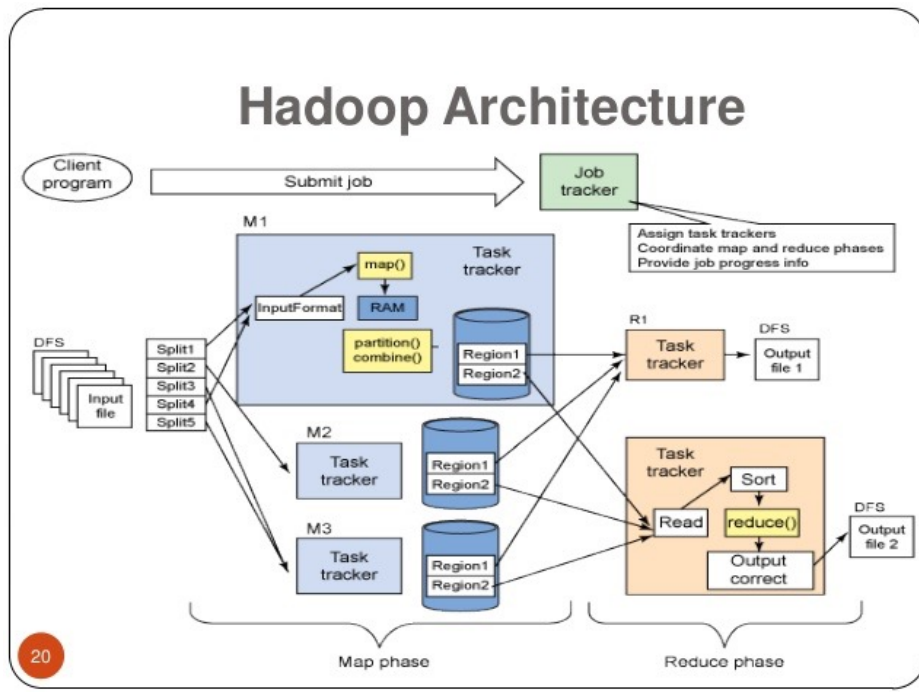 Hadoop Architecture
Client
program
Submit job
Job
tracker
Assign task trackers
Coordinate map and reduce phases
Provide job progress info
M1
Task
tracker
map()
InputFormat
RAM
partition()
combine()
Region1
Region2
DFS
Input
file
Split1
Split2
Split3
Split4
Split5
M2
Task
tracker
Region1
Region2
M3
Task
tracker
Region1
Region2
R1
Task
tracker
DFS
Output
file 1
Task
tracker
Sort
Read
reduce()
Output
correct
DFS
Output
file 2
Map phase
Reduce phase
20